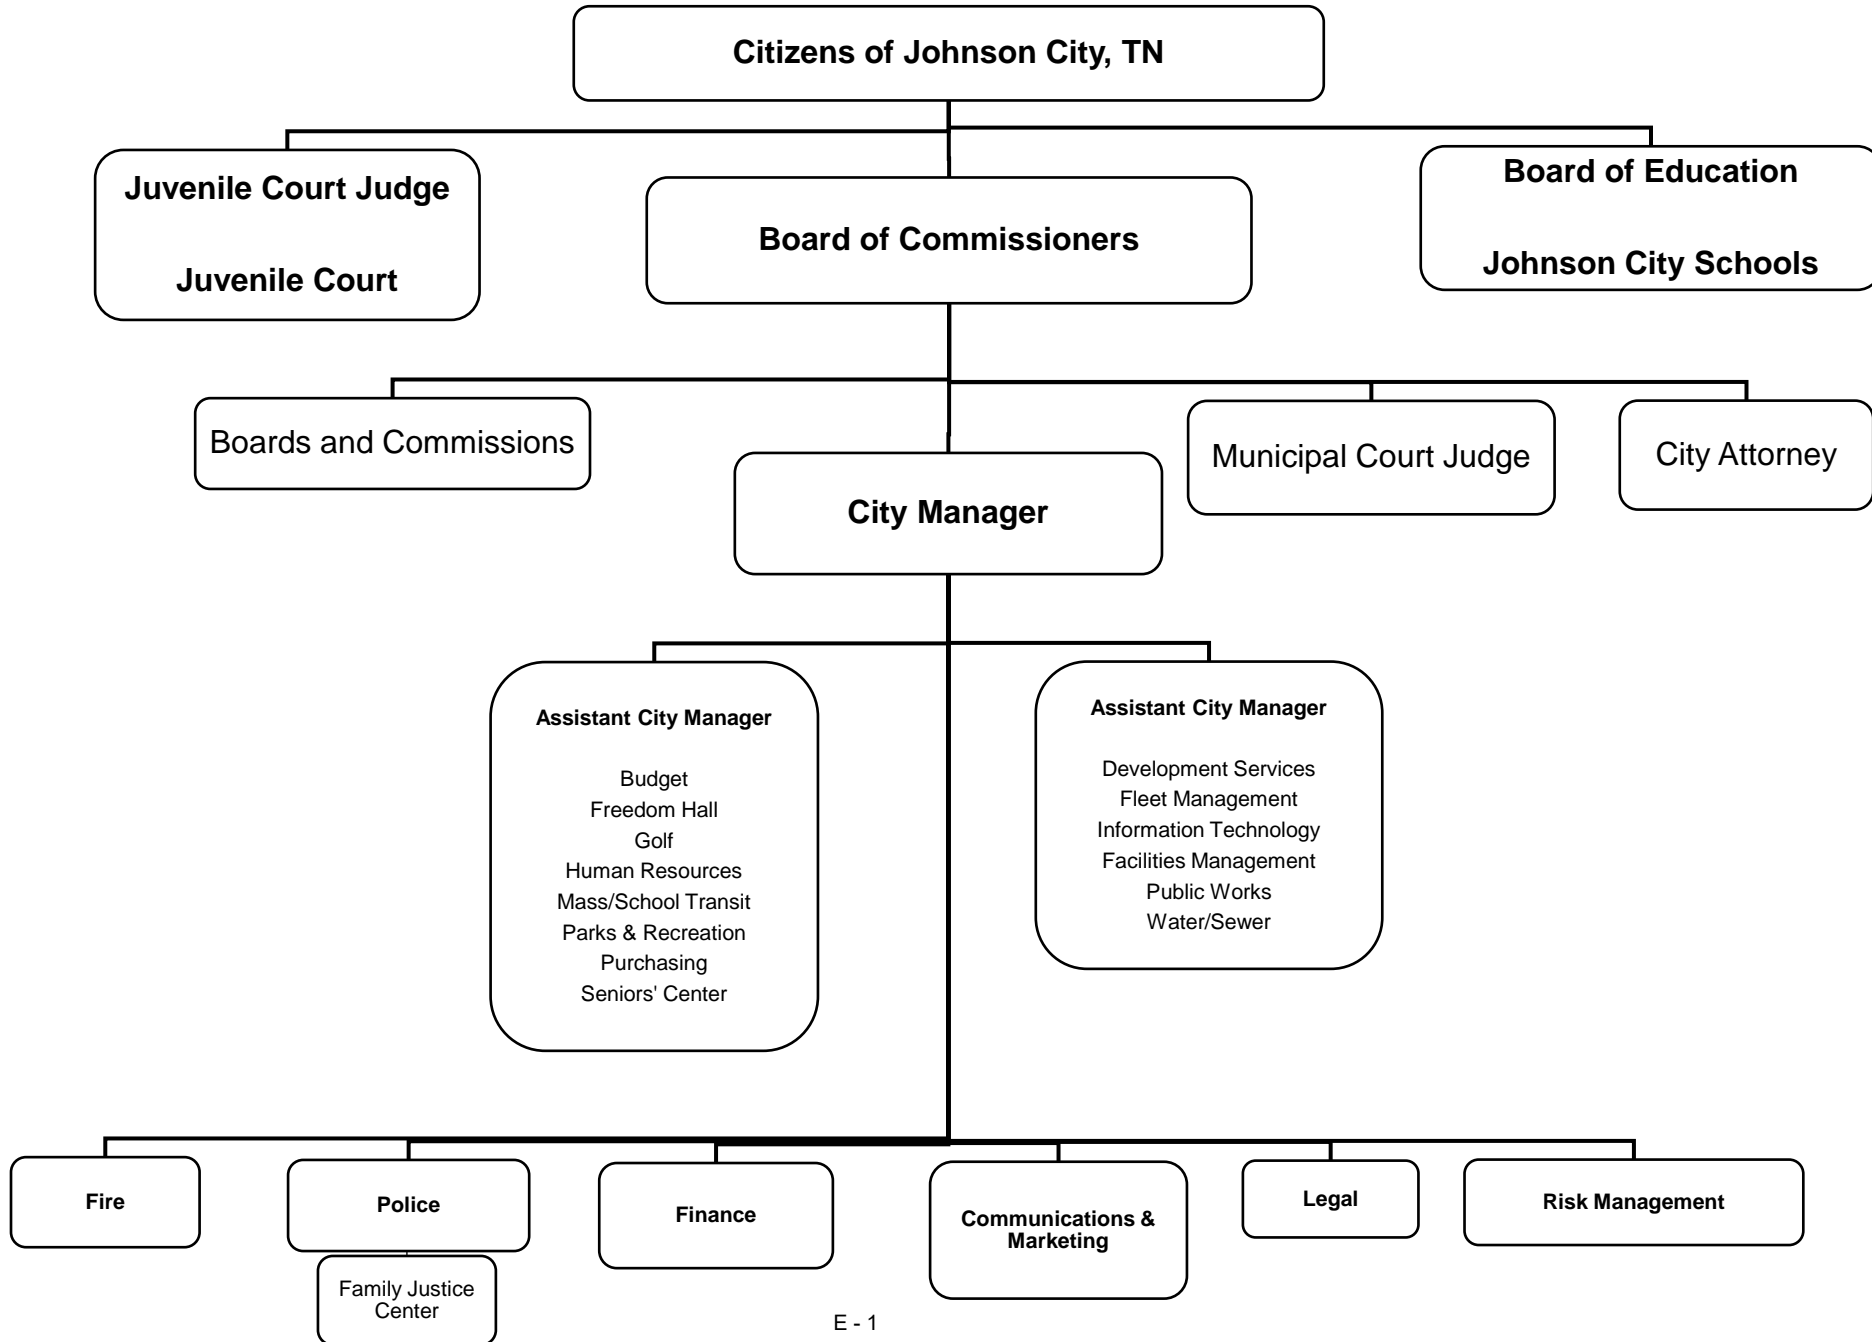 Citizens of Johnson City, TN
Juvenile Court Judge
Juvenile Court
Board of Commissioners
Board of Education
Johnson City Schools
Boards and Commissions
City Manager
Municipal Court Judge
City Attorney
Assistant City Manager
Budget
Freedom Hall
Golf
Human Resources
Mass/School Transit
Parks & Recreation
Purchasing
Seniors' Center
Assistant City Manager
Development Services
Fleet Management
Information Technology
Facilities Management
Public Works
Water/Sewer
Fire
Police
Family Justice
Center
Finance
Communications &
Marketing
Legal
Risk Management
E - 1